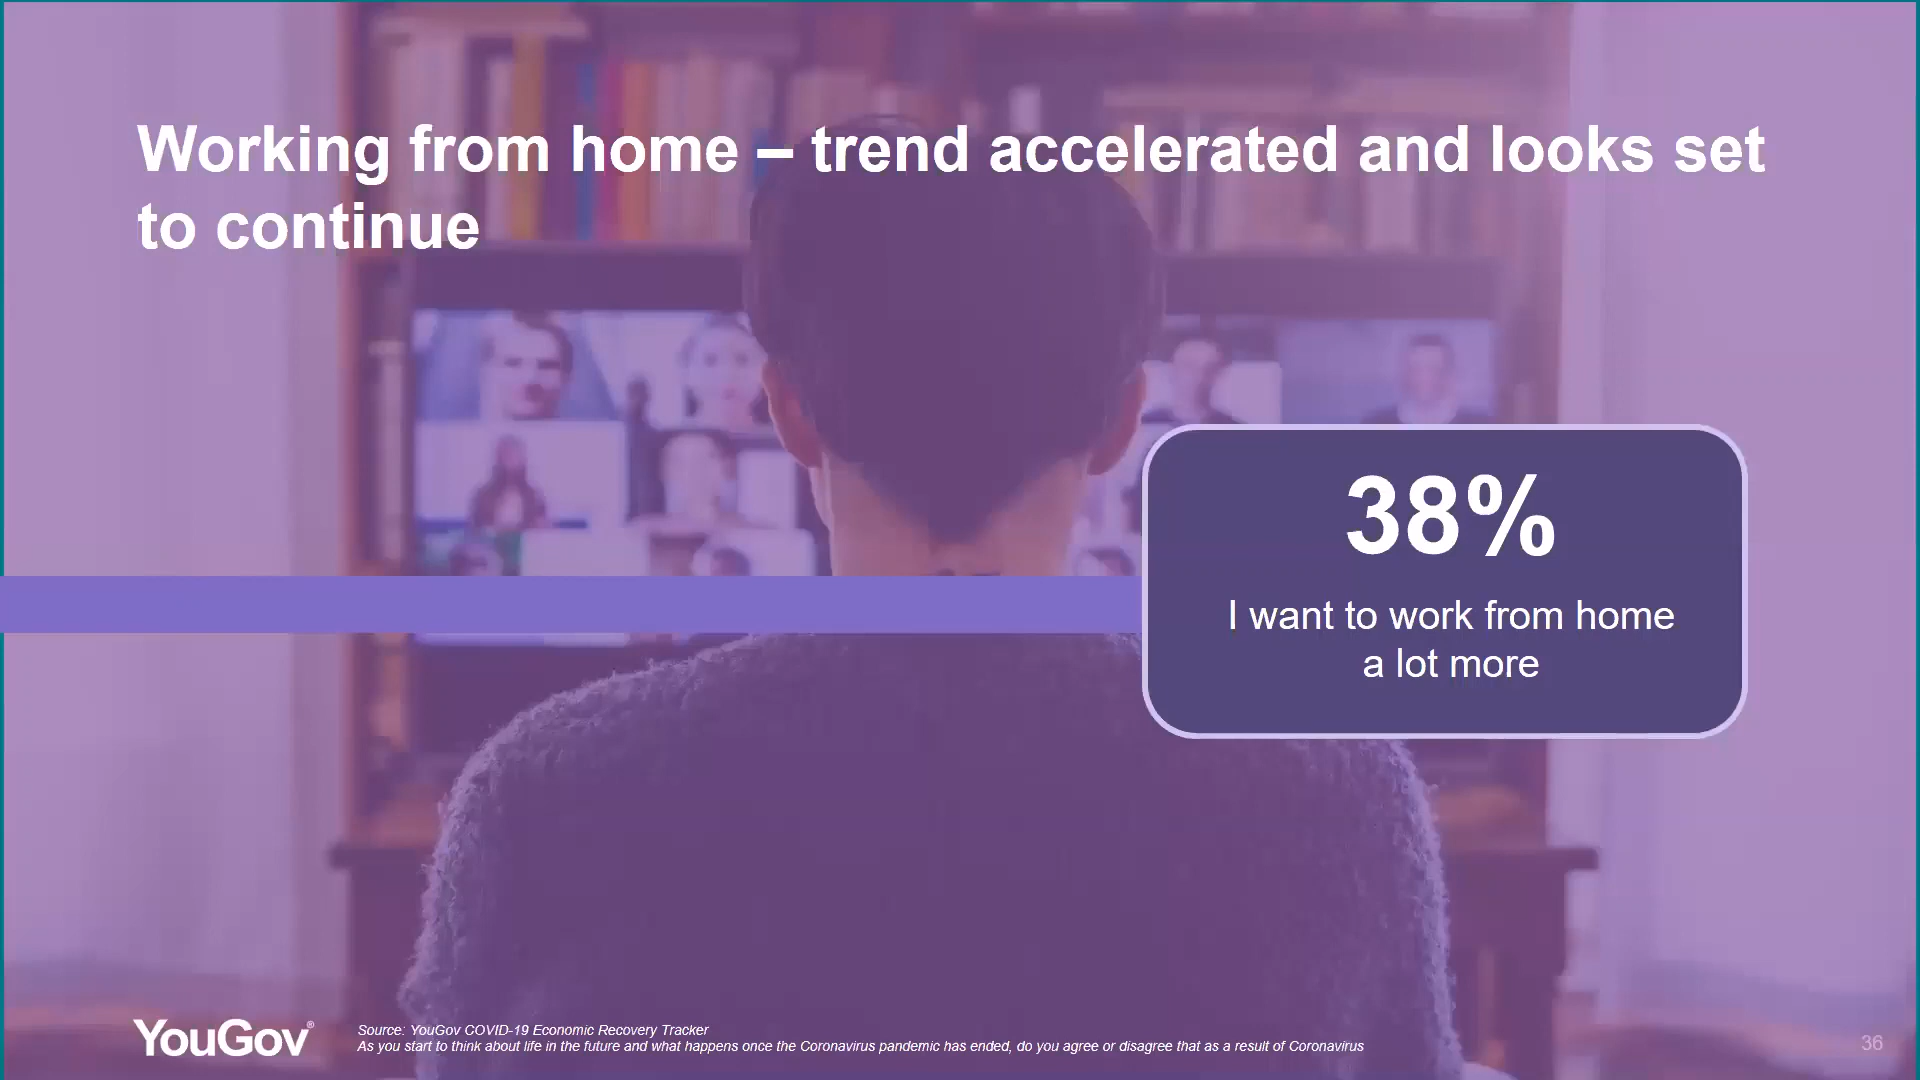 Working from home – trend accelerated and looks set
to continue
38%
I want to work from home
a lot more
YouGov®
Source: YouGov COVID-19 Economic Recovery Tracker
As you start to think about life in the future and what happens once the Coronavirus pandemic has ended, do you agree or disagree that as a result of Coronavirus
36